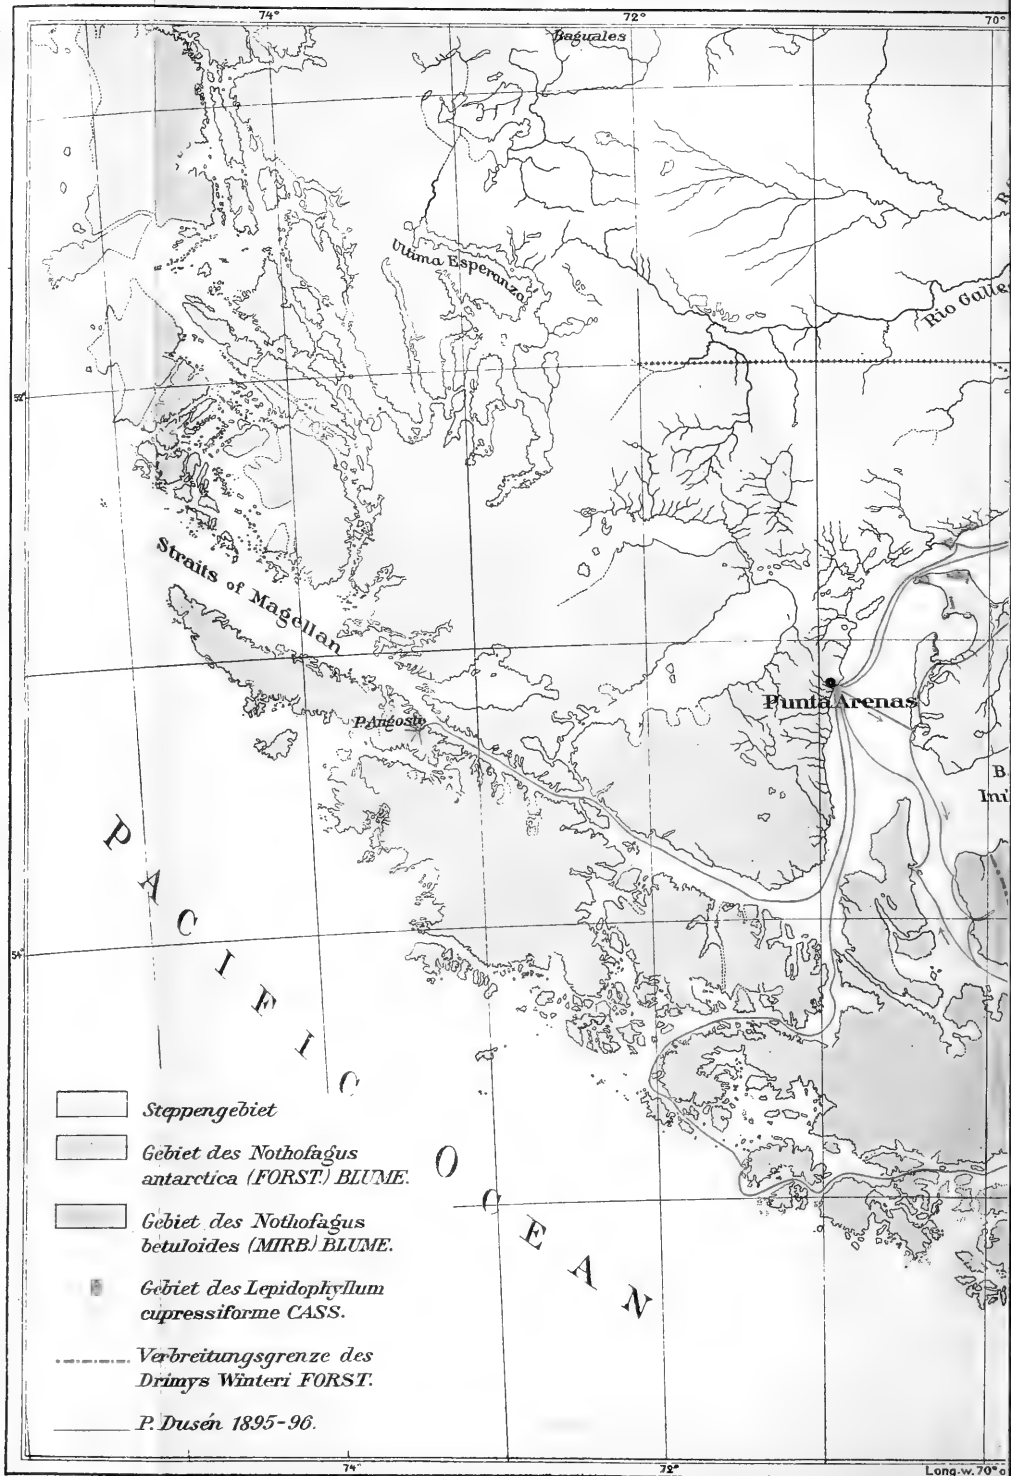 74° 72° 70°
Baguales
Ultima Esperanza
Rio Galle
52°
Straits of Magellan
Punta Arenas
P. Angosto
B.
PACIFIC OCEAN
54°
Steppengebiet
Gebiet des Nothofagus
antarctica (FORST.) BLUME.
Gebiet des Nothofagus
betuloides (MIRB.) BLUME.
Gebiet des Lepidophyllum
cupressiforme CASS.
Verbreitungsgrenze des
Drimys Winteri FORST.
P. Dusén 1895-96.
74° 72° Long. w. 70°